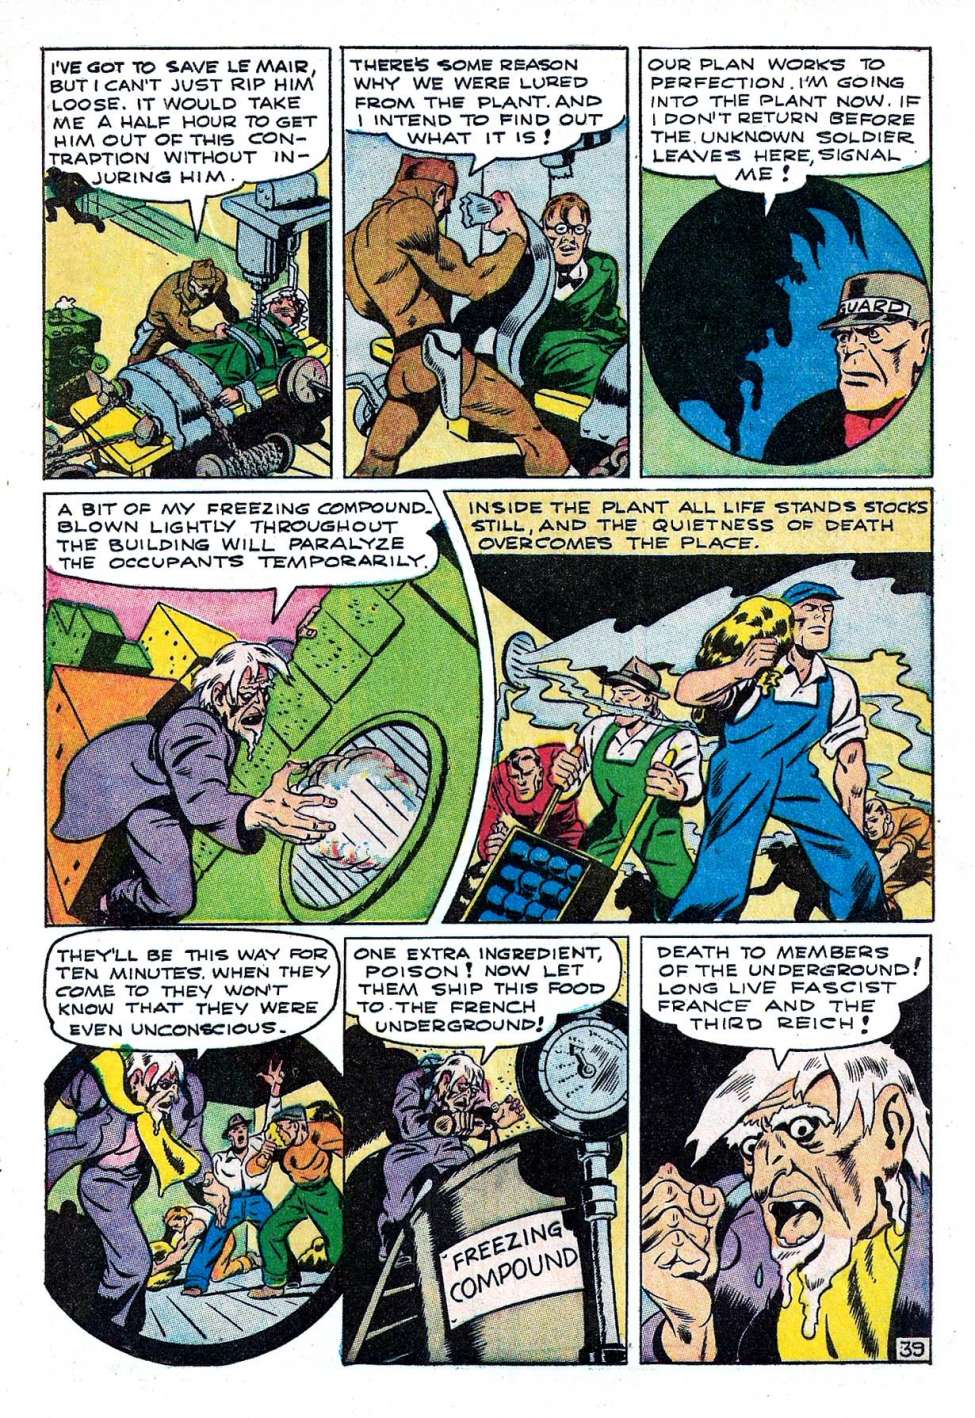 I'VE GOT TO SAVE LE MAIR,
BUT I CAN'T JUST RIP HIM
LOOSE. IT WOULD TAKE
ME A HALF HOUR TO GET
HIM OUT OF THIS CON-
TRAPTION WITHOUT IN-
JURING HIM.
THERE'S SOME REASON
WHY WE WERE LURED
FROM THE PLANT. AND
I INTEND TO FIND OUT
WHAT IT IS!
OUR PLAN WORKS TO
PERFECTION. I'M GOING
INTO THE PLANT NOW. IF
I DON'T RETURN BEFORE
THE UNKNOWN SOLDIER
LEAVES HERE, SIGNAL
ME!
GUARD
A BIT OF MY FREEZING COMPOUND
BLOWN LIGHTLY THROUGHOUT
THE BUILDING WILL PARALYZE
THE OCCUPANTS TEMPORARILY.
INSIDE THE PLANT ALL LIFE STANDS STOCKS
STILL, AND THE QUIETNESS OF DEATH
OVERCOMES THE PLACE.
THEY'LL BE THIS WAY FOR
TEN MINUTES. WHEN THEY
COME TO THEY WON'T
KNOW THAT THEY WERE
EVEN UNCONSCIOUS.
ONE EXTRA INGREDIENT,
POISON! NOW LET
THEM SHIP THIS FOOD
TO THE FRENCH
UNDERGROUND!
FREEZING
COMPOUND
DEATH TO MEMBERS
OF THE UNDERGROUND!
LONG LIVE FASCIST
FRANCE AND THE
THIRD REICH!
39